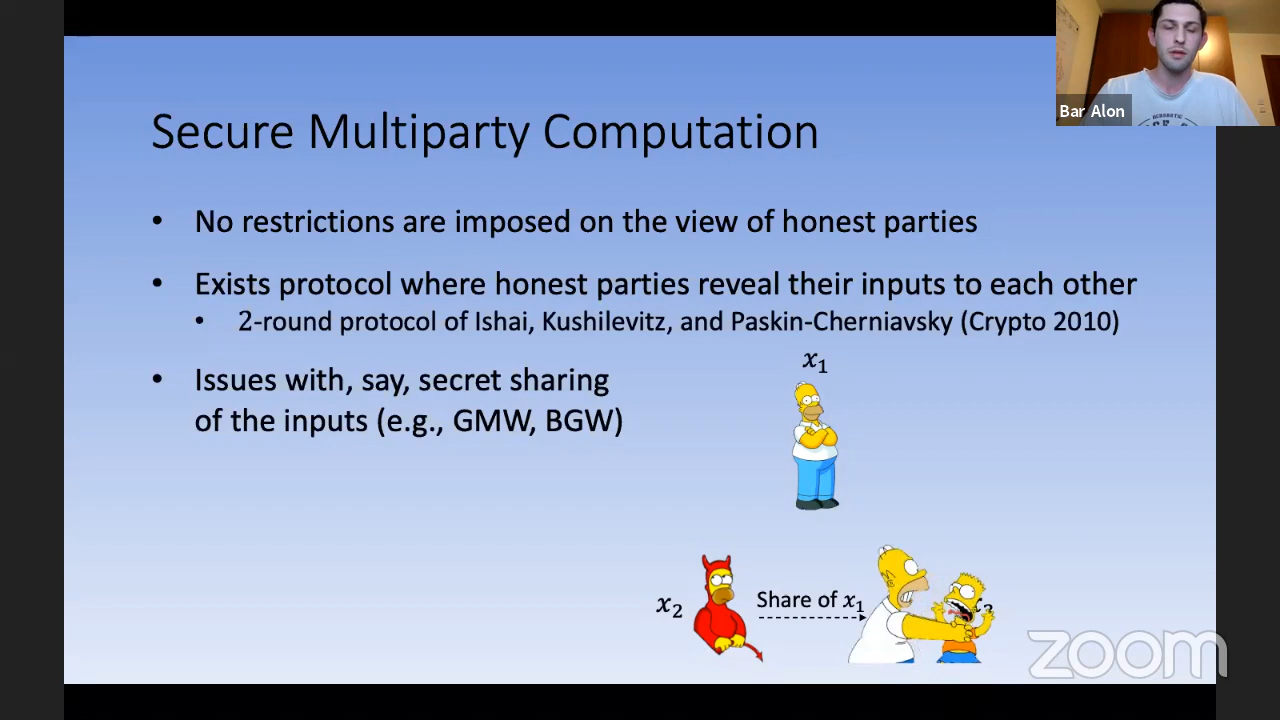 Bar Alon
Secure Multiparty Computation
• No restrictions are imposed on the view of honest parties
• Exists protocol where honest parties reveal their inputs to each other
• 2-round protocol of Ishai, Kushilevitz, and Paskin-Cherniavsky (Crypto 2010)
• Issues with, say, secret sharing
of the inputs (e.g., GMW, BGW)
x₁
x₂
Share of x₁
zoom